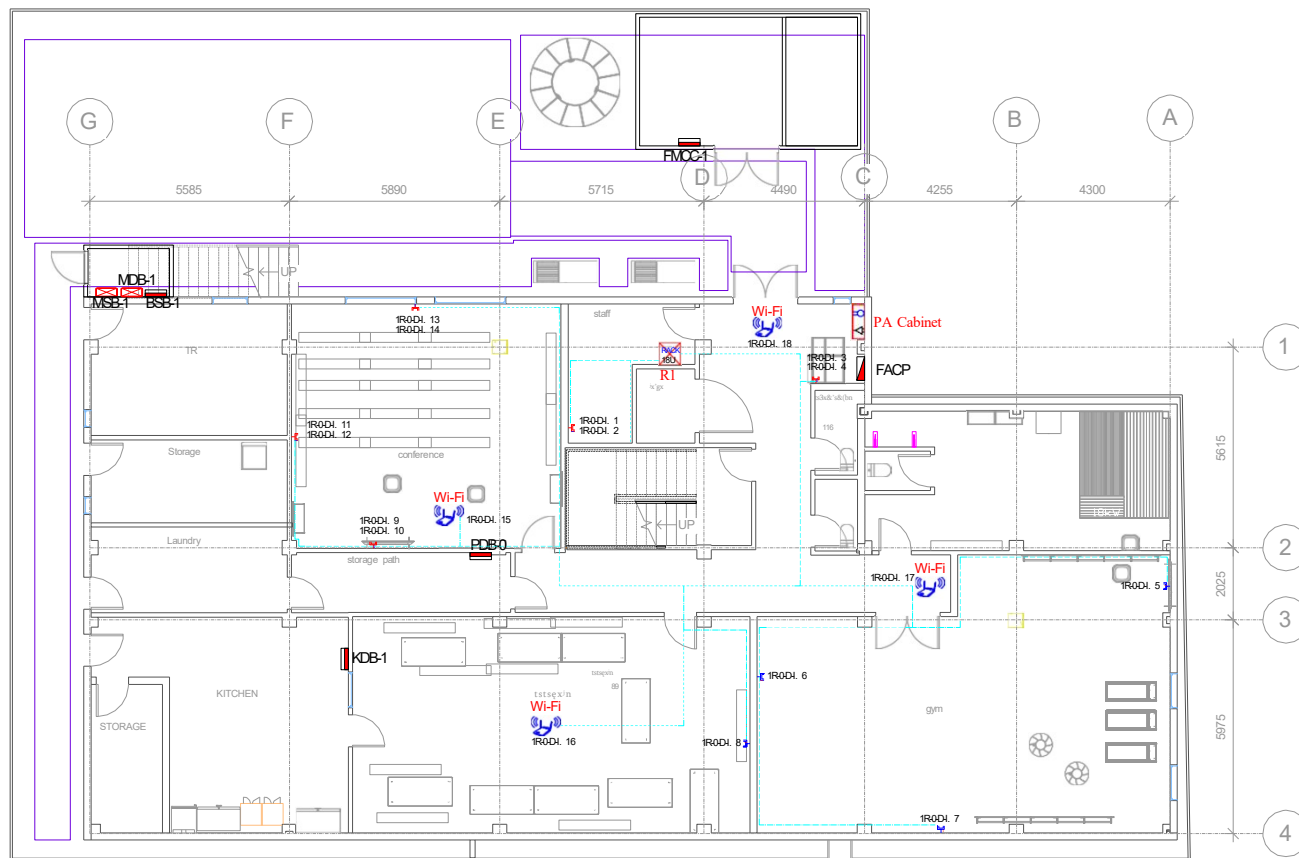 G
F
E
B
A
FMCC-1
D
C
5585
5890
5715
4490
4255
4300
MDB-1
UP
MSB-1
BSB-1
1R0-D-I. 13
1R0-D-I. 14
staff
Wi-Fi
1R0-D-I. 18
PA Cabinet
TR
RACK
18U
R1
1R0-D-I. 3
1R0-D-I. 4
FACP
1
1R0-D-I. 1
1R0-D-I. 2
116
1R0-D-I. 11
1R0-D-I. 12
Storage
conference
5615
Wi-Fi
1R0-D-I. 9
1R0-D-I. 10
1R0-D-I. 15
UP
Laundry
PDB-0
2
storage path
Wi-Fi
1R0-D-I. 17
1R0-D-I. 5
2025
3
KDB-1
1R0-D-I. 6
89
KITCHEN
STORAGE
Wi-Fi
1R0-D-I. 16
1R0-D-I. 8
gym
5975
1R0-D-I. 7
4